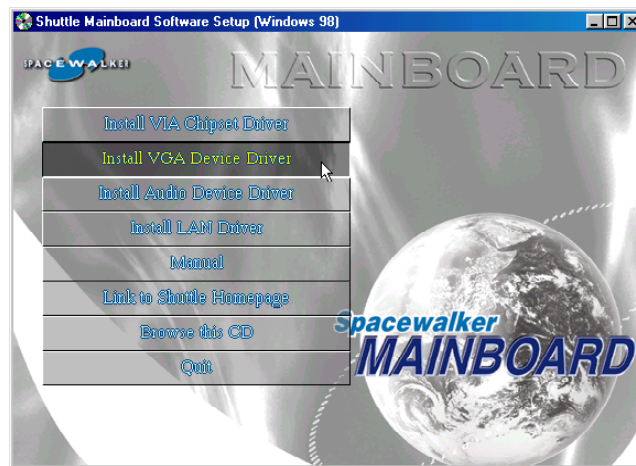 Shuttle Mainboard Software Setup (Windows 98)
SPACEWALKER
MAINBOARD
Install VIA Chipset Driver
Install VGA Device Driver
Install Audio Device Driver
Install LAN Driver
Manual
Link to Shuttle Homepage
Browse this CD
Quit
Spacewalker
MAINBOARD